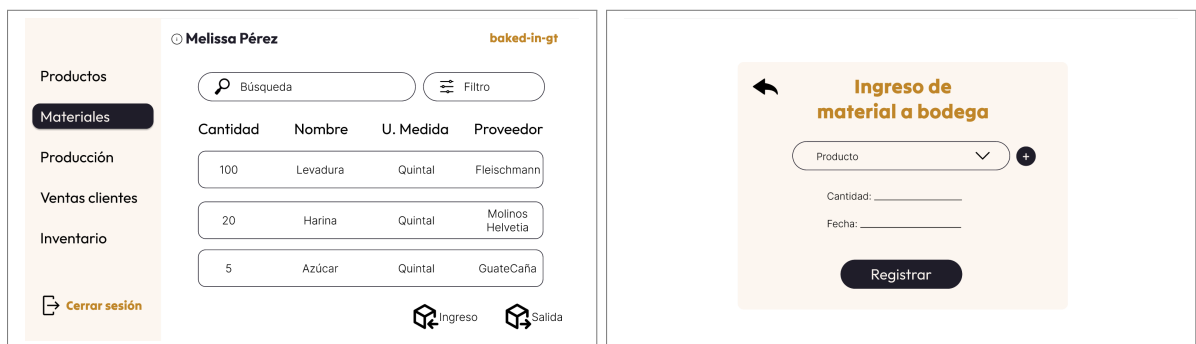 Melissa Pérez
baked-in-gt
Productos
Materiales
Producción
Ventas clientes
Inventario
Cerrar sesión
Búsqueda
Filtro
Cantidad Nombre U. Medida Proveedor
100 Levadura Quintal Fleischmann
20 Harina Quintal Molinos Helvetia
5 Azúcar Quintal GuateCaña
Ingreso
Salida
Ingreso de
material a bodega
Producto
Cantidad:
Fecha:
Registrar